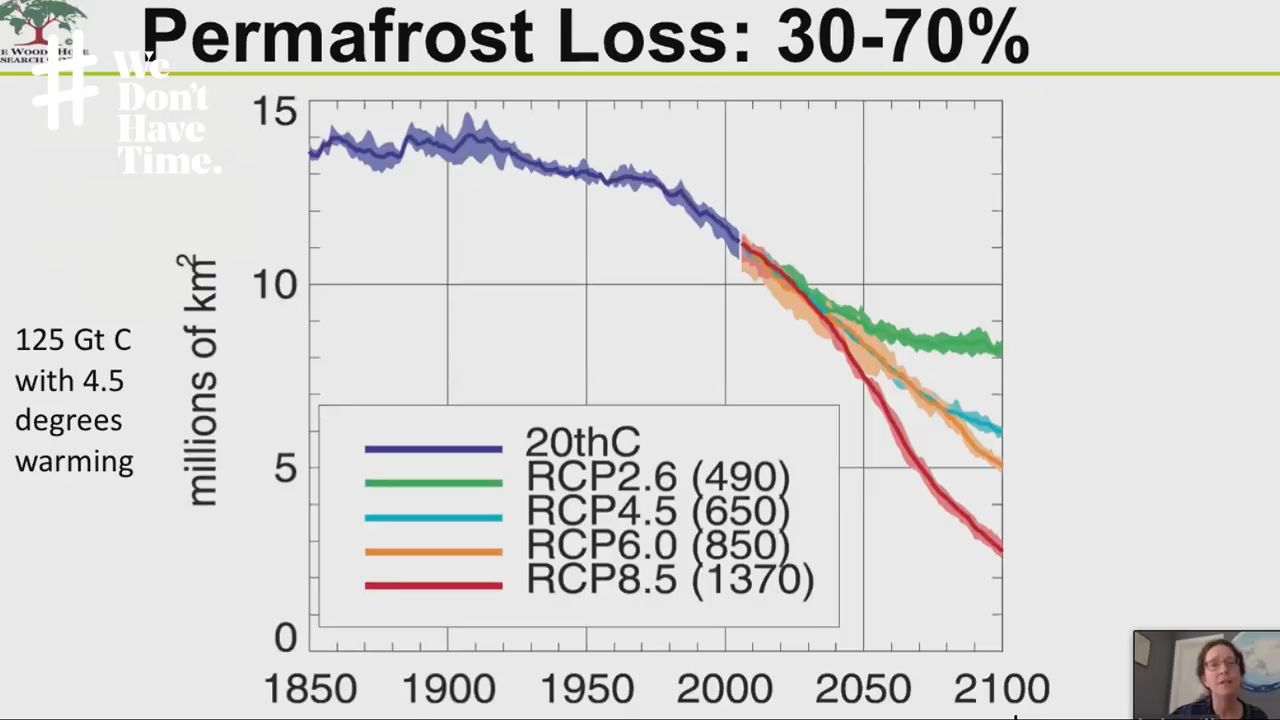 Permafrost Loss: 30-70%
# We
Don't
Have
Time.
125 Gt C
with 4.5
degrees
warming
millions of km²
15
10
5
0
20thC
RCP2.6 (490)
RCP4.5 (650)
RCP6.0 (850)
RCP8.5 (1370)
1850 1900 1950 2000 2050 2100